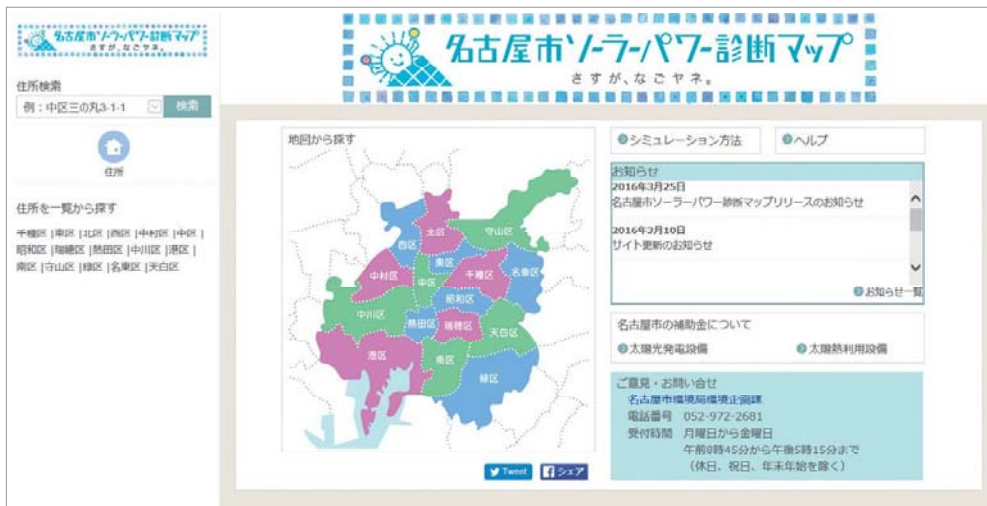 名古屋市ソーラーパワー診断マップ
さすが、なごヤネ。
住所検索
例：中区三の丸3-1-1
検索
住所
住所を一覧から探す
千種区 |東区 |北区 |西区 |中村区 |中区 |
昭和区 |瑞穂区 |熱田区 |中川区 |港区 |
南区 |守山区 |緑区 |名東区 |天白区
名古屋市ソーラーパワー診断マップ
さすが、なごヤネ。
地図から探す
守山区
北区
西区
東区
名東区
千種区
中村区
中区
昭和区
中川区
熱田区
瑞穂区
天白区
港区
南区
緑区
Tweet
シェア
シミュレーション方法
ヘルプ
お知らせ
2016年3月25日
名古屋市ソーラーパワー診断マップリリースのお知らせ
2016年3月10日
サイト更新のお知らせ
お知らせ一覧
名古屋市の補助金について
太陽光発電設備
太陽熱利用設備
ご意見・お問い合せ
名古屋市環境局環境企画課
電話番号 052-972-2681
受付時間 月曜日から金曜日
午前8時45分から午後5時15分まで
（休日、祝日、年末年始を除く）